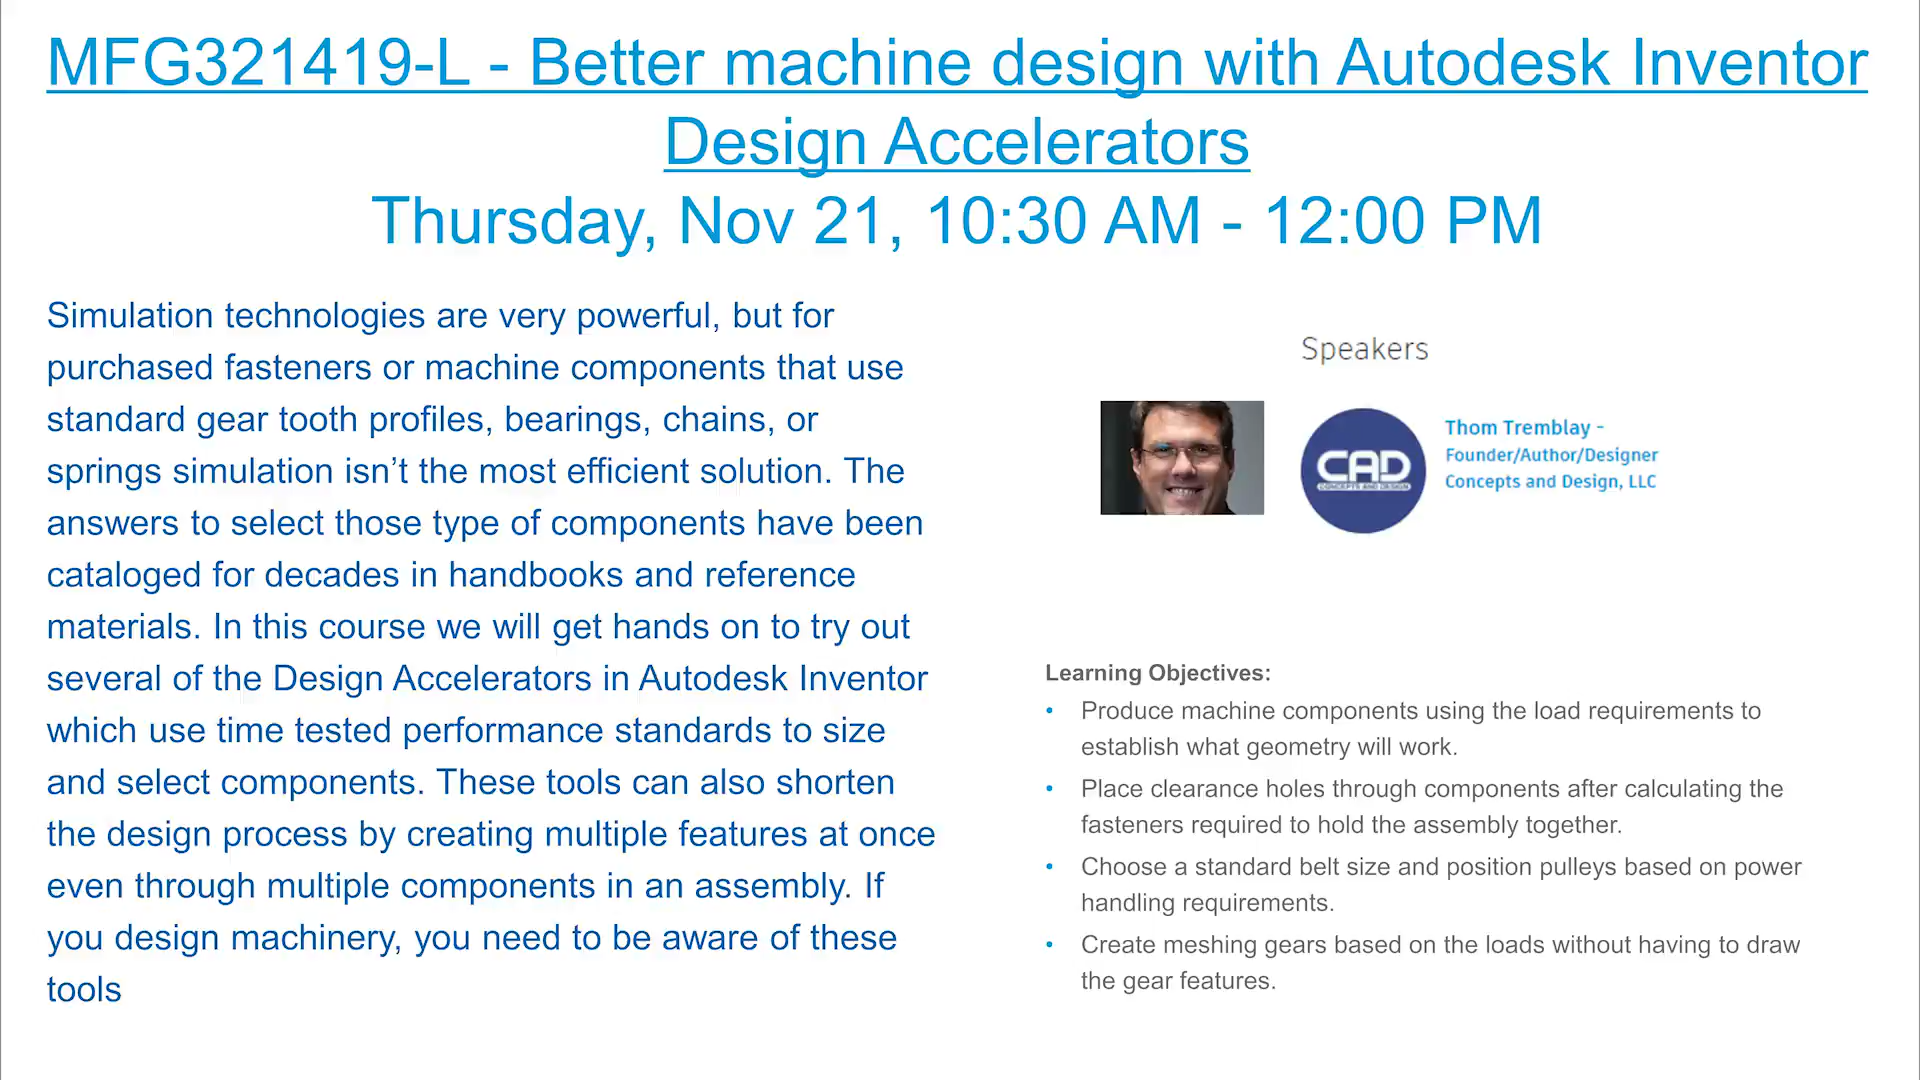 MFG321419-L - Better machine design with Autodesk Inventor
Design Accelerators
Thursday, Nov 21, 10:30 AM - 12:00 PM
Simulation technologies are very powerful, but for
purchased fasteners or machine components that use
standard gear tooth profiles, bearings, chains, or
springs simulation isn’t the most efficient solution. The
answers to select those type of components have been
cataloged for decades in handbooks and reference
materials. In this course we will get hands on to try out
several of the Design Accelerators in Autodesk Inventor
which use time tested performance standards to size
and select components. These tools can also shorten
the design process by creating multiple features at once
even through multiple components in an assembly. If
you design machinery, you need to be aware of these
tools
Speakers
CAD
CONCEPTS AND DESIGN
Thom Tremblay -
Founder/Author/Designer
Concepts and Design, LLC
Learning Objectives:
• Produce machine components using the load requirements to
establish what geometry will work.
• Place clearance holes through components after calculating the
fasteners required to hold the assembly together.
• Choose a standard belt size and position pulleys based on power
handling requirements.
• Create meshing gears based on the loads without having to draw
the gear features.